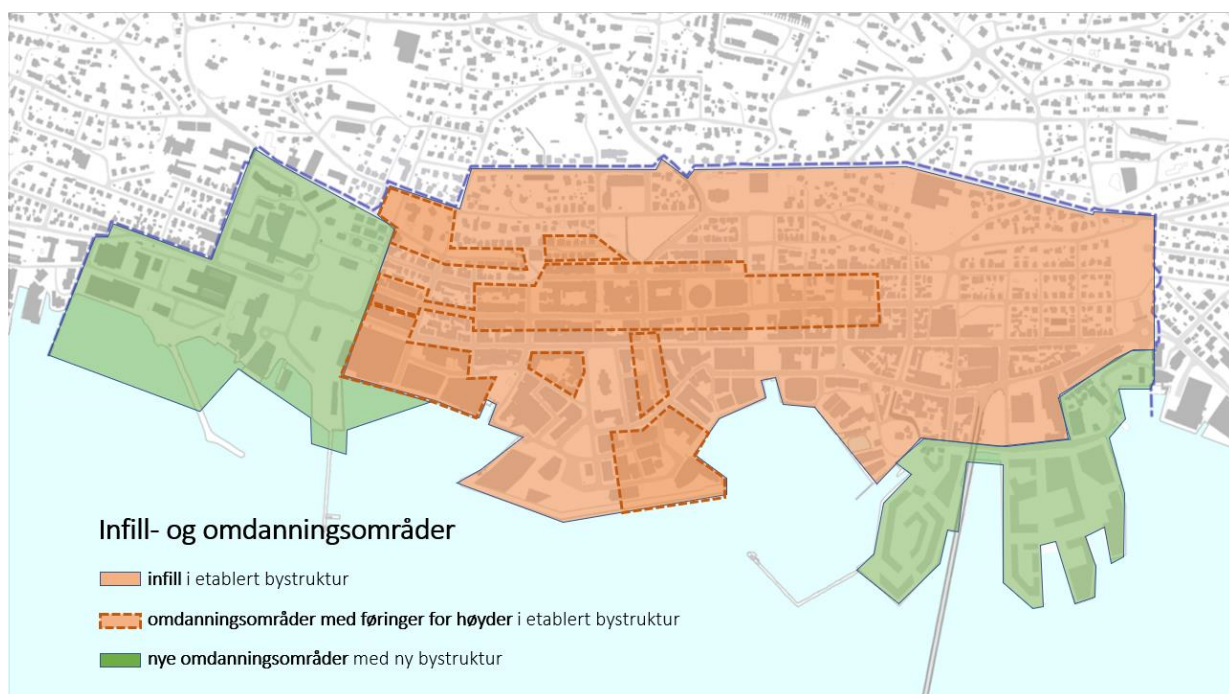 Infill- og omdanningsområder
infill i etablert bystruktur
omdanningsområder med føringer for høyder i etablert bystruktur
nye omdanningsområder med ny bystruktur